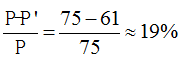 P-P' / P = 75-61 / 75 ≈ 19%